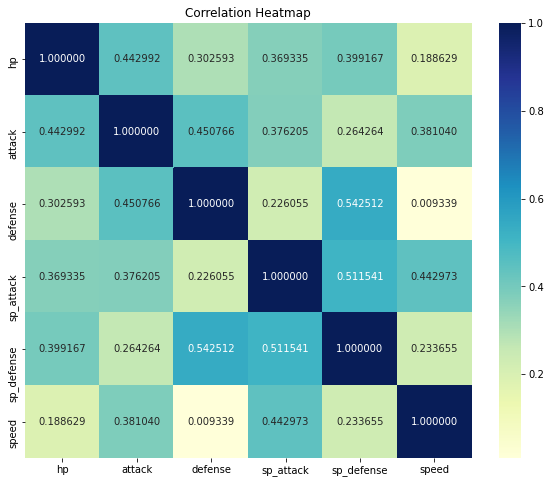 Correlation Heatmap
hp 1.000000 0.442992 0.302593 0.369335 0.399167 0.188629
attack 0.442992 1.000000 0.450766 0.376205 0.264264 0.381040
defense 0.302593 0.450766 1.000000 0.226055 0.542512 0.009339
sp_attack 0.369335 0.376205 0.226055 1.000000 0.511541 0.442973
sp_defense 0.399167 0.264264 0.542512 0.511541 1.000000 0.233655
speed 0.188629 0.381040 0.009339 0.442973 0.233655 1.000000
hp attack defense sp_attack sp_defense speed
1.0
0.8
0.6
0.4
0.2